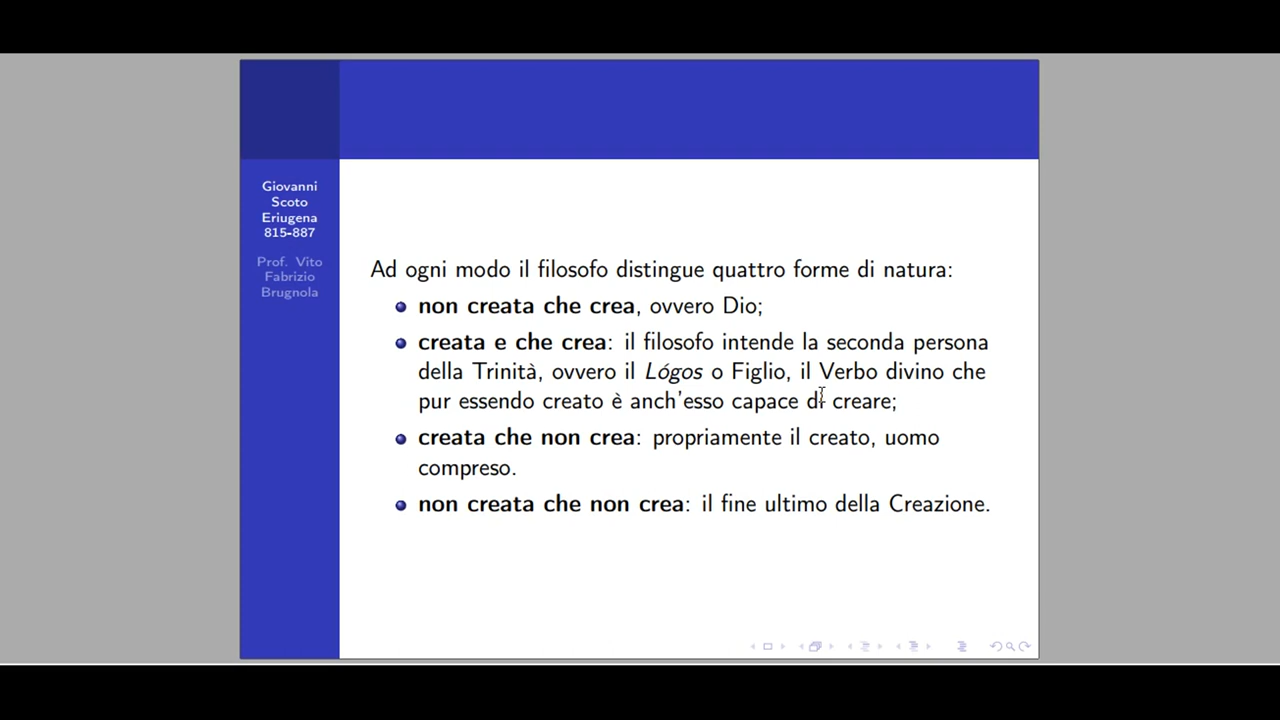 Giovanni
Scoto
Eriugena
815-887
Prof. Vito
Fabrizio
Brugnola
Ad ogni modo il filosofo distingue quattro forme di natura:
non creata che crea, ovvero Dio;
creata e che crea: il filosofo intende la seconda persona
della Trinità, ovvero il Lógos o Figlio, il Verbo divino che
pur essendo creato è anch'esso capace di creare;
creata che non crea: propriamente il creato, uomo
compreso.
non creata che non crea: il fine ultimo della Creazione.